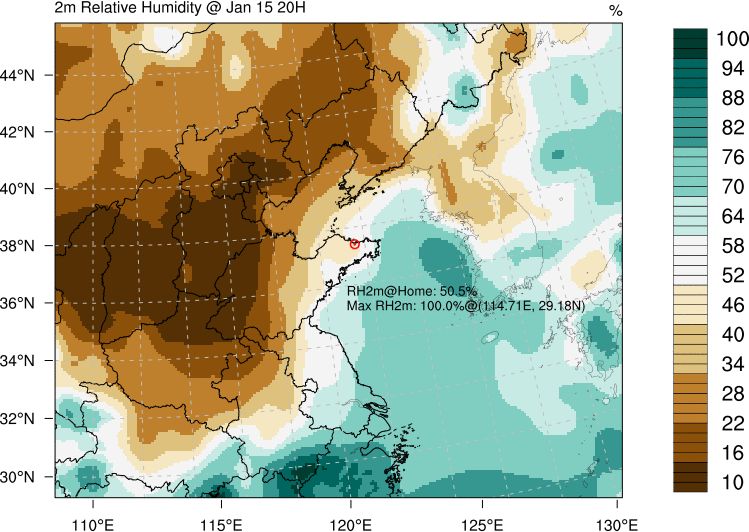 2m Relative Humidity @ Jan 15 20H
%
44°N
42°N
40°N
38°N
36°N
34°N
32°N
30°N
RH2m@Home: 50.5%
Max RH2m: 100.0%@(114.71E, 29.18N)
110°E
115°E
120°E
125°E
130°E
100
94
88
82
76
70
64
58
52
46
40
34
28
22
16
10